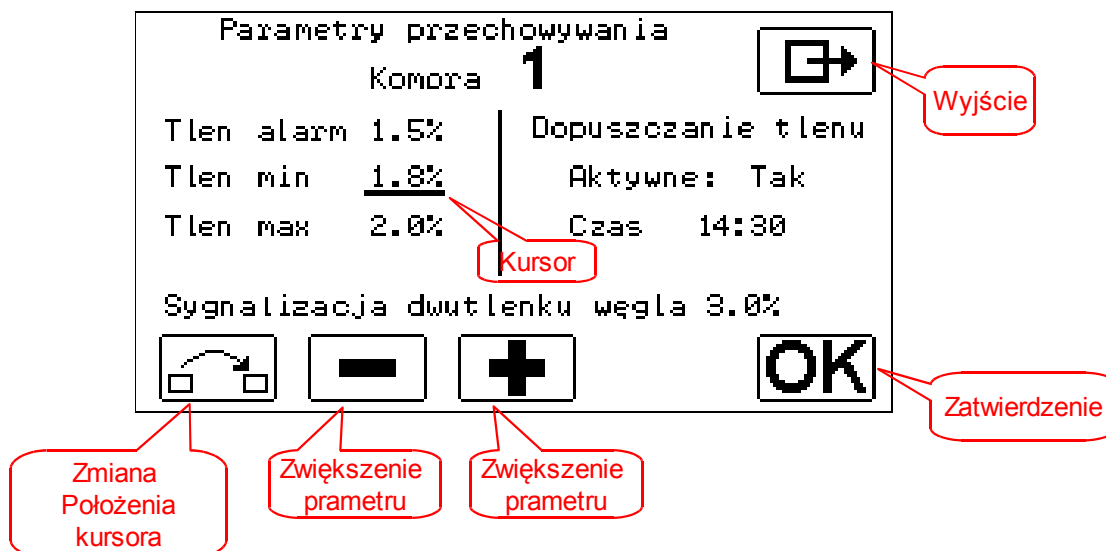 Parametry przechowywania
Komora 1
Wyjście
Tlen alarm 1.5%
Tlen min 1.8%
Tlen max 2.0%
Dopuszczanie tlenu
Aktywne: Tak
Czas 14:30
Kursor
Sygnalizacja dwutlenku węgla 3.0%
OK
Zatwierdzenie
Zmiana
Położenia
kursora
Zwiększenie
prametru
Zwiększenie
prametru